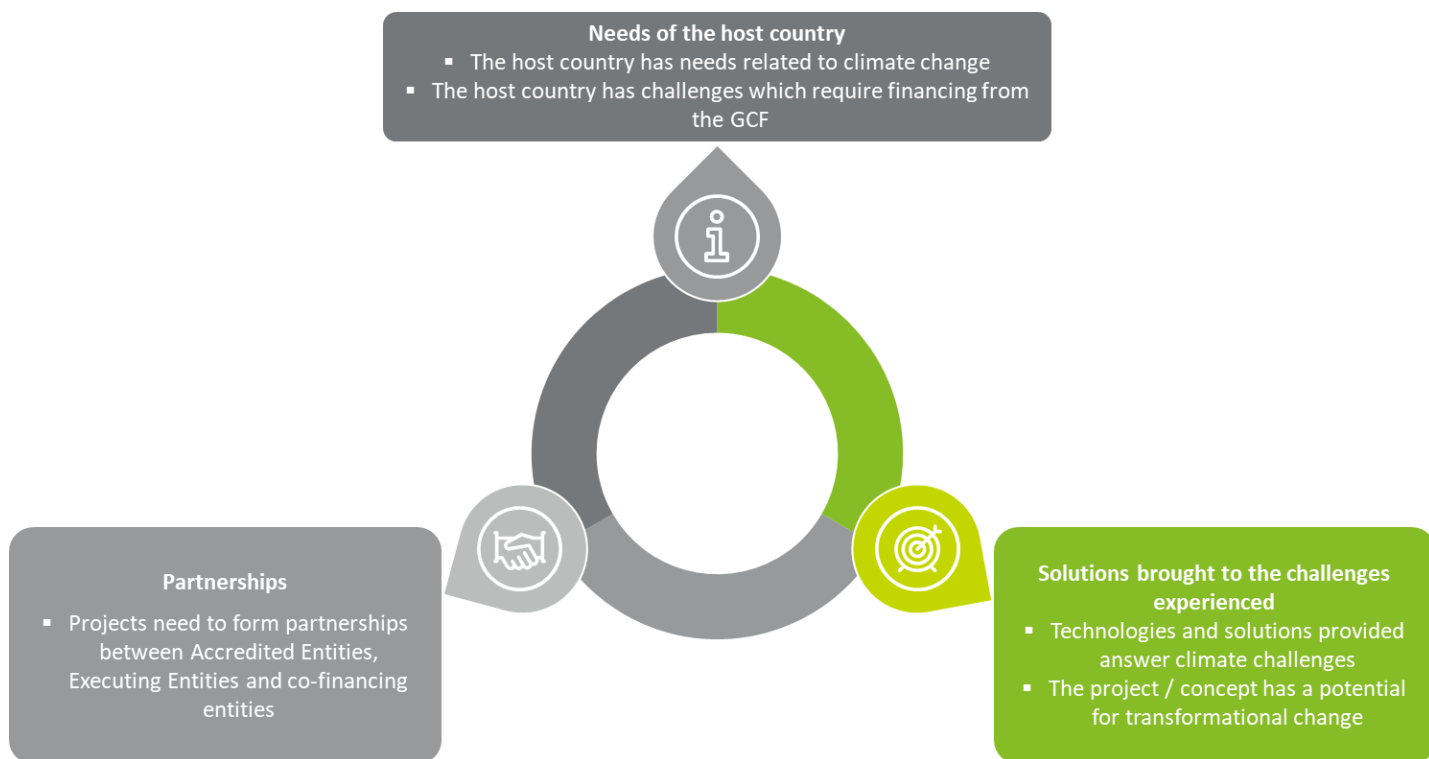 Needs of the host country
▪ The host country has needs related to climate change
▪ The host country has challenges which require financing from
the GCF
Partnerships
▪ Projects need to form partnerships
between Accredited Entities,
Executing Entities and co-financing
entities
Solutions brought to the challenges
experienced
▪ Technologies and solutions provided
answer climate challenges
▪ The project / concept has a potential
for transformational change